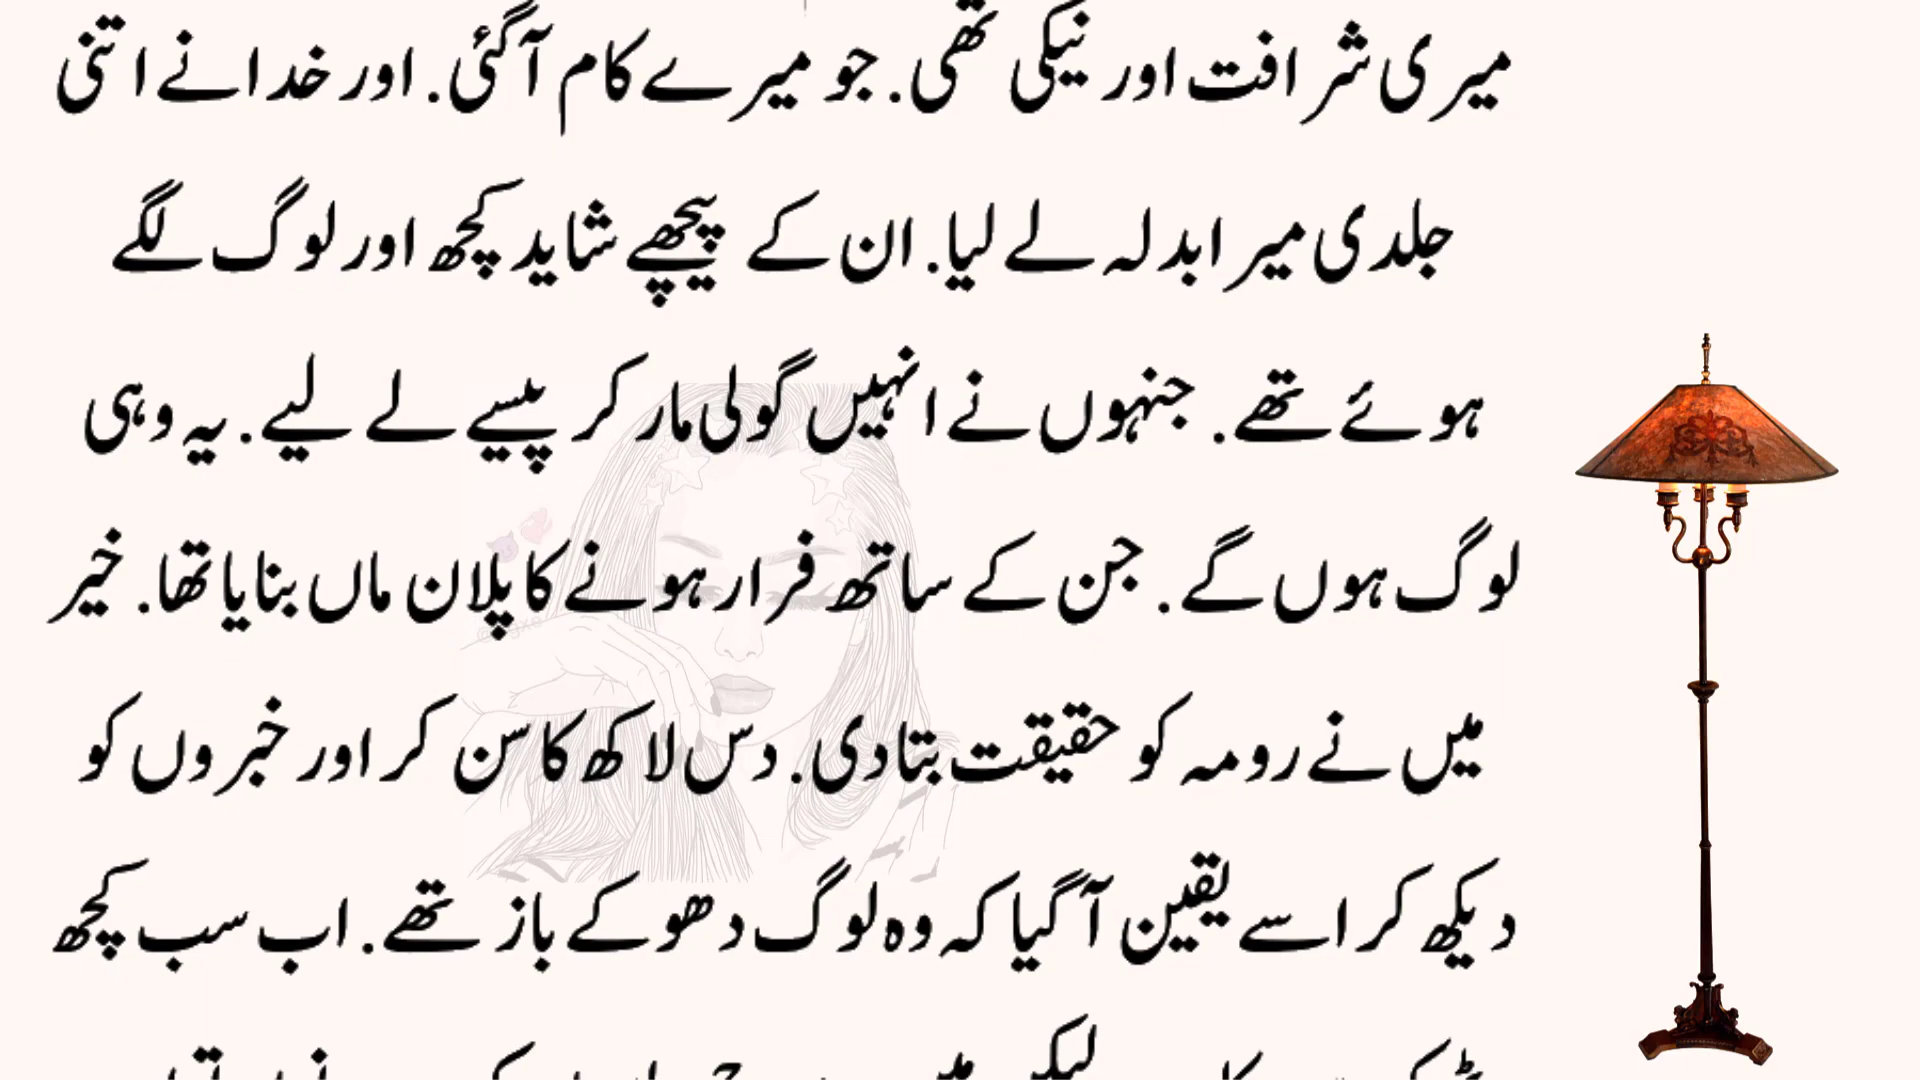 میری شرافت اور نیکی تھی. جو میرے کام آگئی. اور خدا نے اتنی
جلدی میرا بدلہ لے لیا. ان کے پیچھے شاید کچھ اور لوگ لگے
ہوئے تھے. جنہوں نے انہیں گولی مار کر پیسے لے لیے. یہ وہی
لوگ ہوں گے. جن کے ساتھ فرار ہونے کا پلان ماں بنایا تھا. خیر
میں نے رومہ کو حقیقت بتا دی. دس لاکھ کا سن کر اور خبروں کو
دیکھ کر اسے یقین آگیا کہ وہ لوگ دھوکے باز تھے. اب سب کچھ